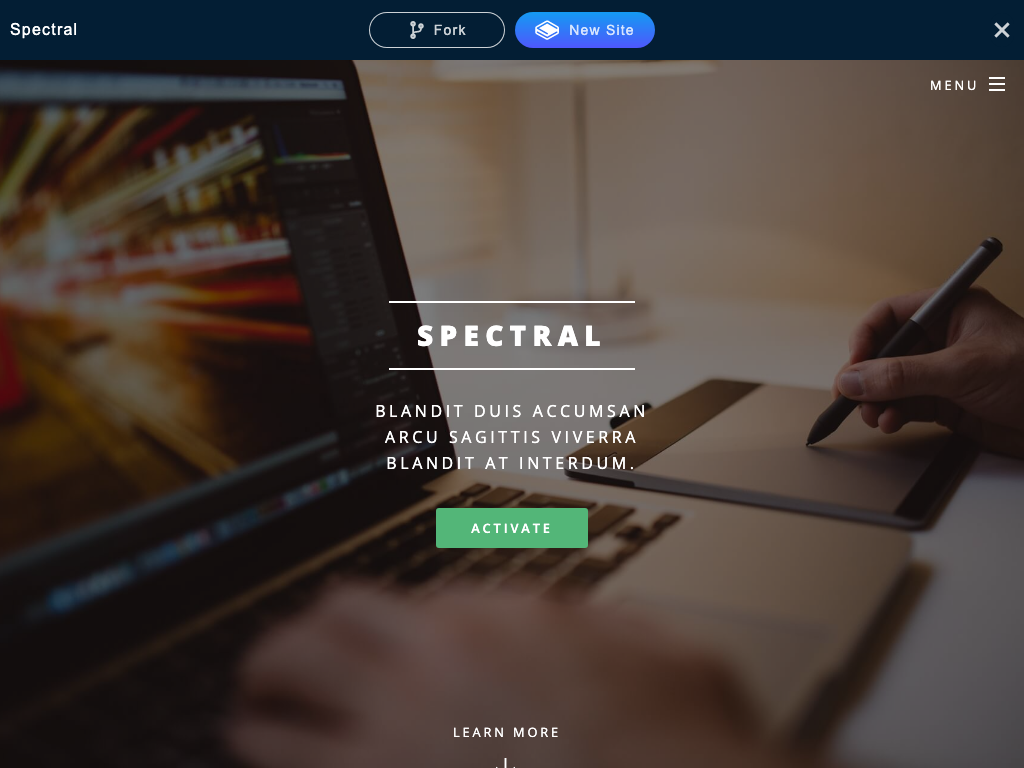 Spectral
Fork
New Site
MENU
SPECTRAL
BLANDIT DUIS ACCUMSAN
ARCU SAGITTIS VIVERRA
BLANDIT AT INTERDUM.
ACTIVATE
LEARN MORE